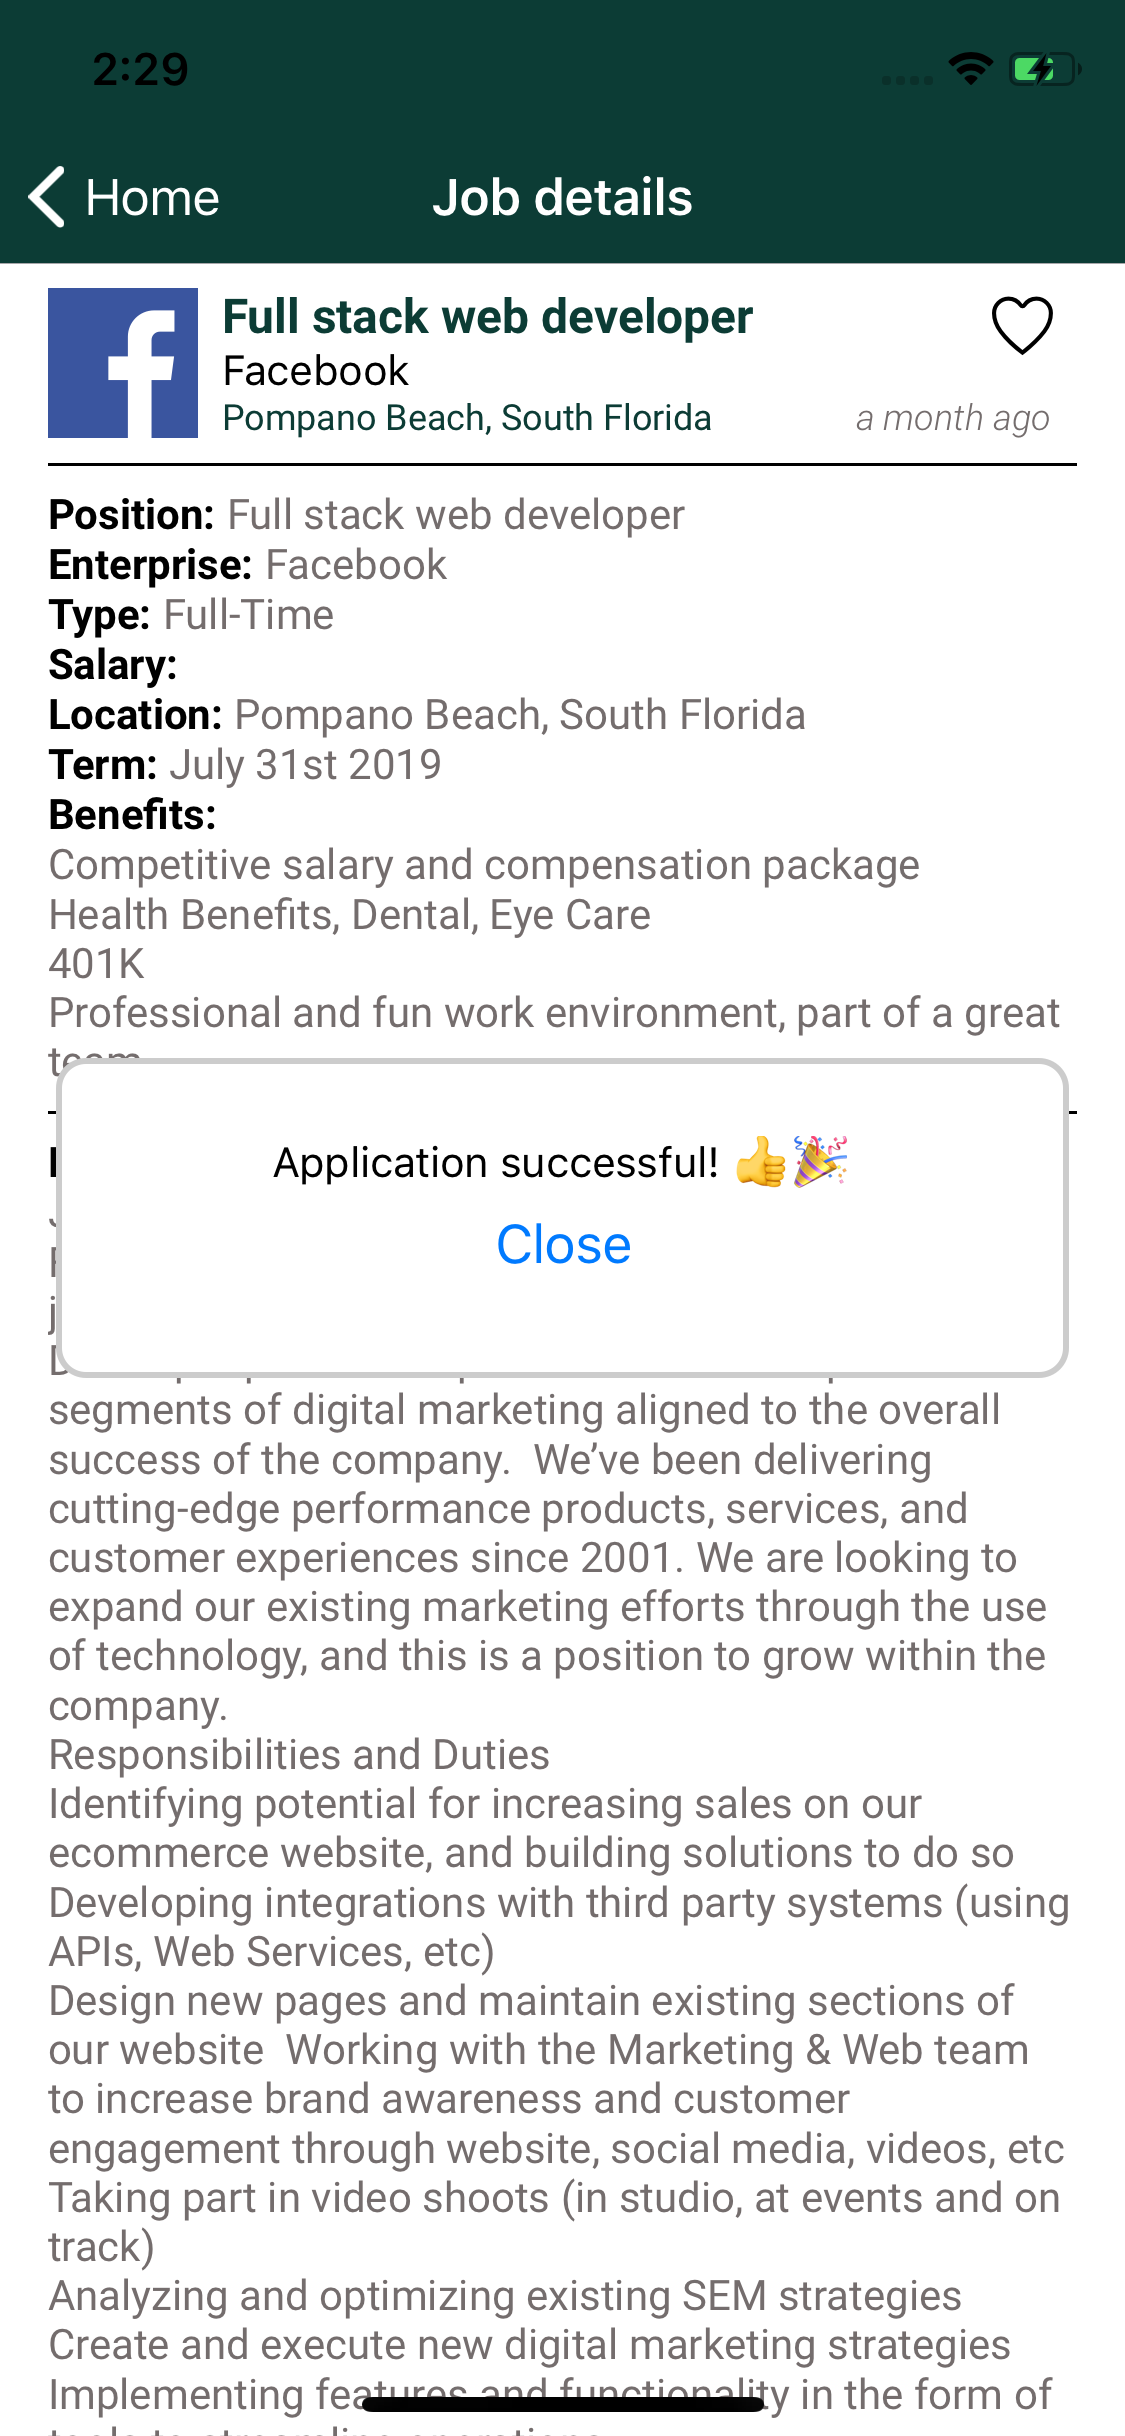 2:29
Home
Job details
Full stack web developer
Facebook
Pompano Beach, South Florida
a month ago
Position: Full stack web developer
Enterprise: Facebook
Type: Full-Time
Salary:
Location: Pompano Beach, South Florida
Term: July 31st 2019
Benefits:
Competitive salary and compensation package
Health Benefits, Dental, Eye Care
401K
Professional and fun work environment, part of a great
team
Application successful! 👍🎉
Close
segments of digital marketing aligned to the overall
success of the company.  We’ve been delivering
cutting-edge performance products, services, and
customer experiences since 2001. We are looking to
expand our existing marketing efforts through the use
of technology, and this is a position to grow within the
company.
Responsibilities and Duties
Identifying potential for increasing sales on our
ecommerce website, and building solutions to do so
Developing integrations with third party systems (using
APIs, Web Services, etc)
Design new pages and maintain existing sections of
our website  Working with the Marketing & Web team
to increase brand awareness and customer
engagement through website, social media, videos, etc
Taking part in video shoots (in studio, at events and on
track)
Analyzing and optimizing existing SEM strategies
Create and execute new digital marketing strategies
Implementing features and functionality in the form of